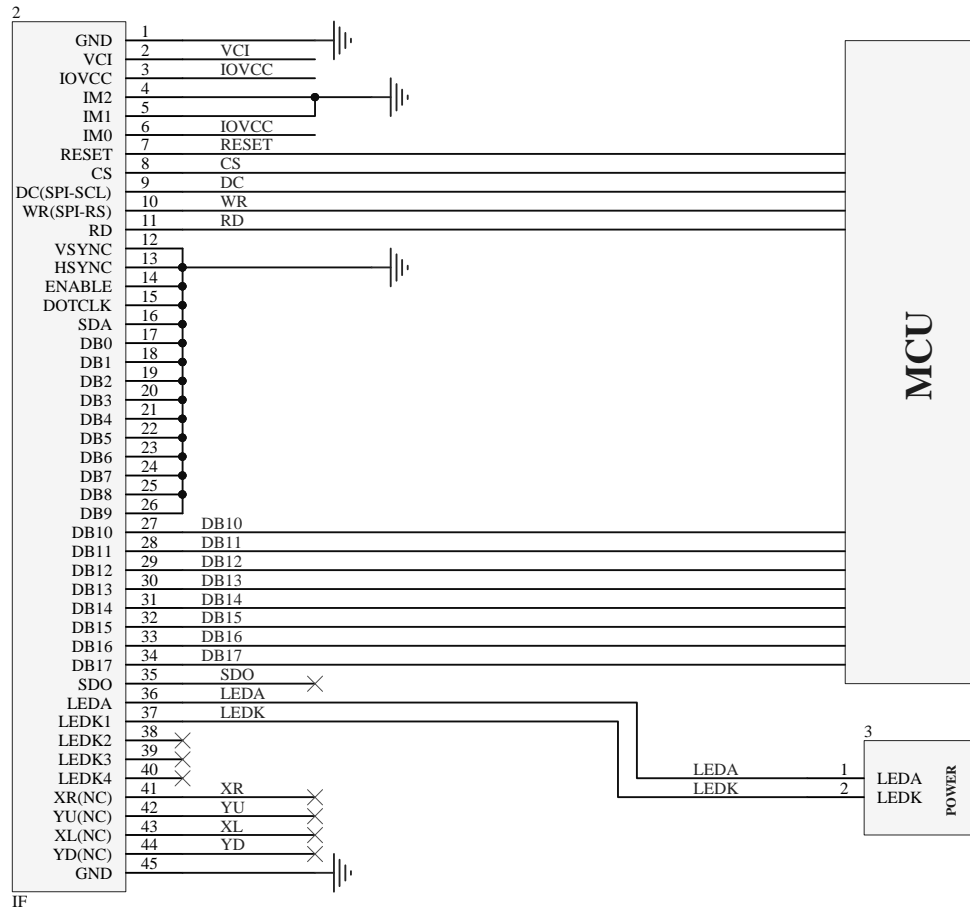 2
GND 1
VCI 2 VCI
IOVCC 3 IOVCC
IM2 4
IM1 5
IM0 6 IOVCC
RESET 7 RESET
CS 8 CS
DC(SPI-SCL) 9 DC
WR(SPI-RS) 10 WR
RD 11 RD
VSYNC 12
HSYNC 13
ENABLE 14
DOTCLK 15
SDA 16
DB0 17
DB1 18
DB2 19
DB3 20
DB4 21
DB5 22
DB6 23
DB7 24
DB8 25
DB9 26
DB10 27 DB10
DB11 28 DB11
DB12 29 DB12
DB13 30 DB13
DB14 31 DB14
DB15 32 DB15
DB16 33 DB16
DB17 34 DB17
SDO 35 SDO
LEDA 36 LEDA
LEDK1 37 LEDK
LEDK2 38
LEDK3 39
LEDK4 40
XR(NC) 41 XR
YU(NC) 42 YU
XL(NC) 43 XL
YD(NC) 44 YD
GND 45
IF
MCU
3
LEDA 1 LEDA
LEDK 2 LEDK
POWER